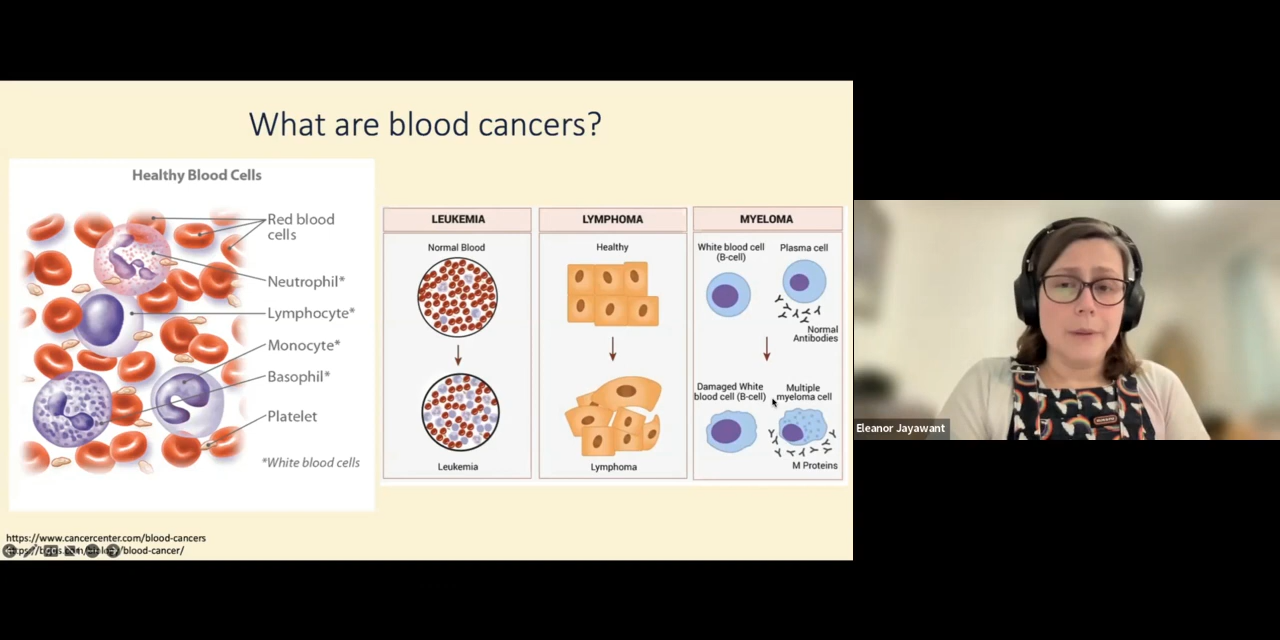 What are blood cancers?
Healthy Blood Cells
Red blood
cells
Neutrophil*
Lymphocyte*
Monocyte*
Basophil*
Platelet
*White blood cells
LEUKEMIA
Normal Blood
Leukemia
LYMPHOMA
Healthy
Lymphoma
MYELOMA
White blood cell
(B-cell)
Plasma cell
Normal
Antibodies
Damaged White
blood cell (B-cell)
Multiple
myeloma cell
M Proteins
https://www.cancercenter.com/blood-cancers
/blood-cancer/
Eleanor Jayawant